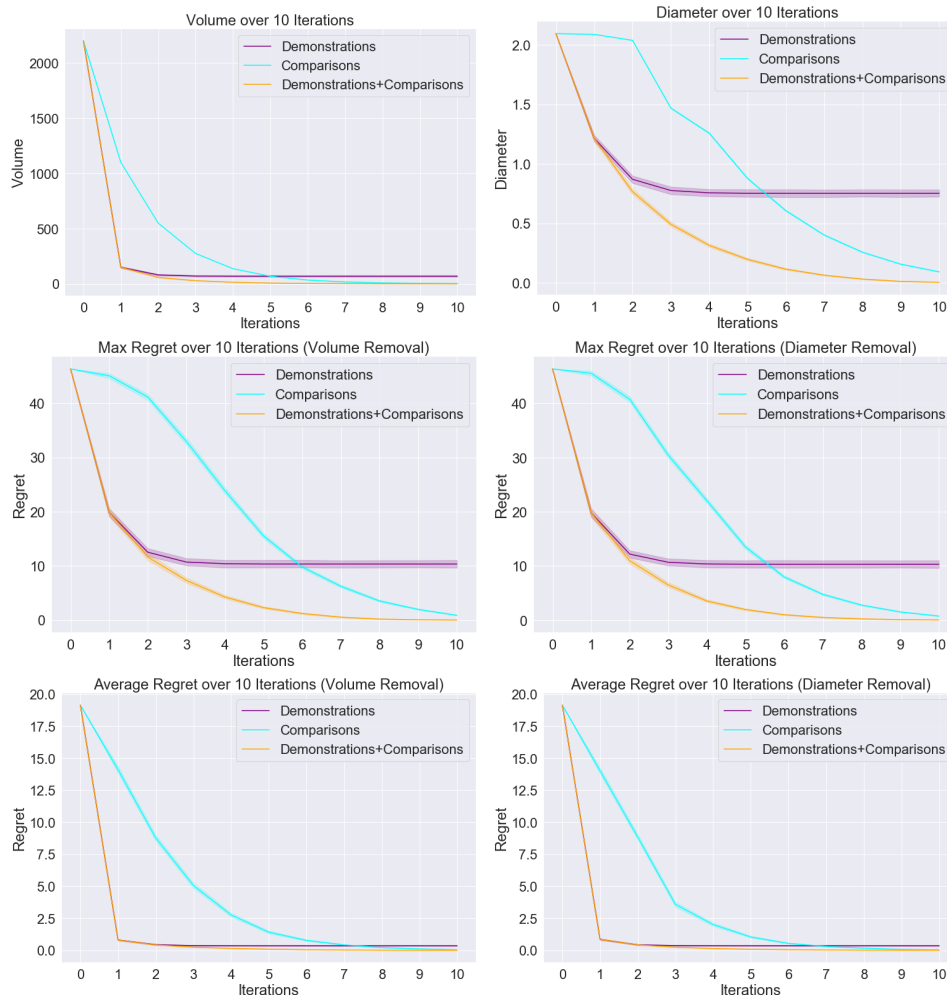 Volume over 10 Iterations
Demonstrations
Comparisons
Demonstrations+Comparisons
2000
1500
1000
500
0
Volume
0 1 2 3 4 5 6 7 8 9 10
Iterations
Diameter over 10 Iterations
Demonstrations
Comparisons
Demonstrations+Comparisons
2.0
1.5
1.0
0.5
0.0
Diameter
0 1 2 3 4 5 6 7 8 9 10
Iterations
Max Regret over 10 Iterations (Volume Removal)
Demonstrations
Comparisons
Demonstrations+Comparisons
40
30
20
10
0
Regret
0 1 2 3 4 5 6 7 8 9 10
Iterations
Max Regret over 10 Iterations (Diameter Removal)
Demonstrations
Comparisons
Demonstrations+Comparisons
40
30
20
10
0
Regret
0 1 2 3 4 5 6 7 8 9 10
Iterations
Average Regret over 10 Iterations (Volume Removal)
Demonstrations
Comparisons
Demonstrations+Comparisons
20.0
17.5
15.0
12.5
10.0
7.5
5.0
2.5
0.0
Regret
0 1 2 3 4 5 6 7 8 9 10
Iterations
Average Regret over 10 Iterations (Diameter Removal)
Demonstrations
Comparisons
Demonstrations+Comparisons
20.0
17.5
15.0
12.5
10.0
7.5
5.0
2.5
0.0
Regret
0 1 2 3 4 5 6 7 8 9 10
Iterations